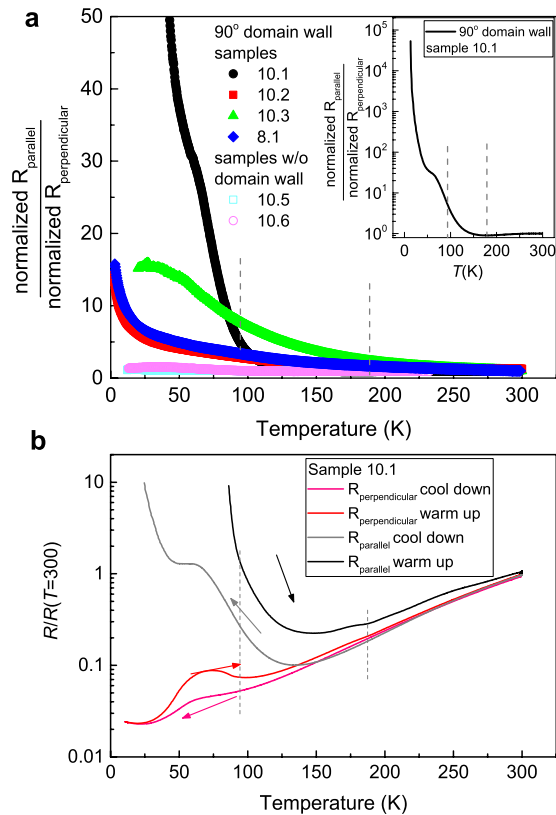 a
normalized R_parallel
normalized R_perpendicular
50
40
30
20
10
0
0 50 100 150 200 250 300
Temperature (K)
90° domain wall
samples
10.1
10.2
10.3
8.1
samples w/o
domain wall
10.5
10.6
90° domain wall
sample 10.1
normalized R_parallel
normalized R_perpendicular
10^5
10^4
10^3
10^2
10^1
10^0
0 50 100 150 200 250 300
T(K)
b
R/R(T=300)
10
1
0.1
0.01
0 50 100 150 200 250 300
Temperature (K)
Sample 10.1
R_perpendicular cool down
R_perpendicular warm up
R_parallel cool down
R_parallel warm up